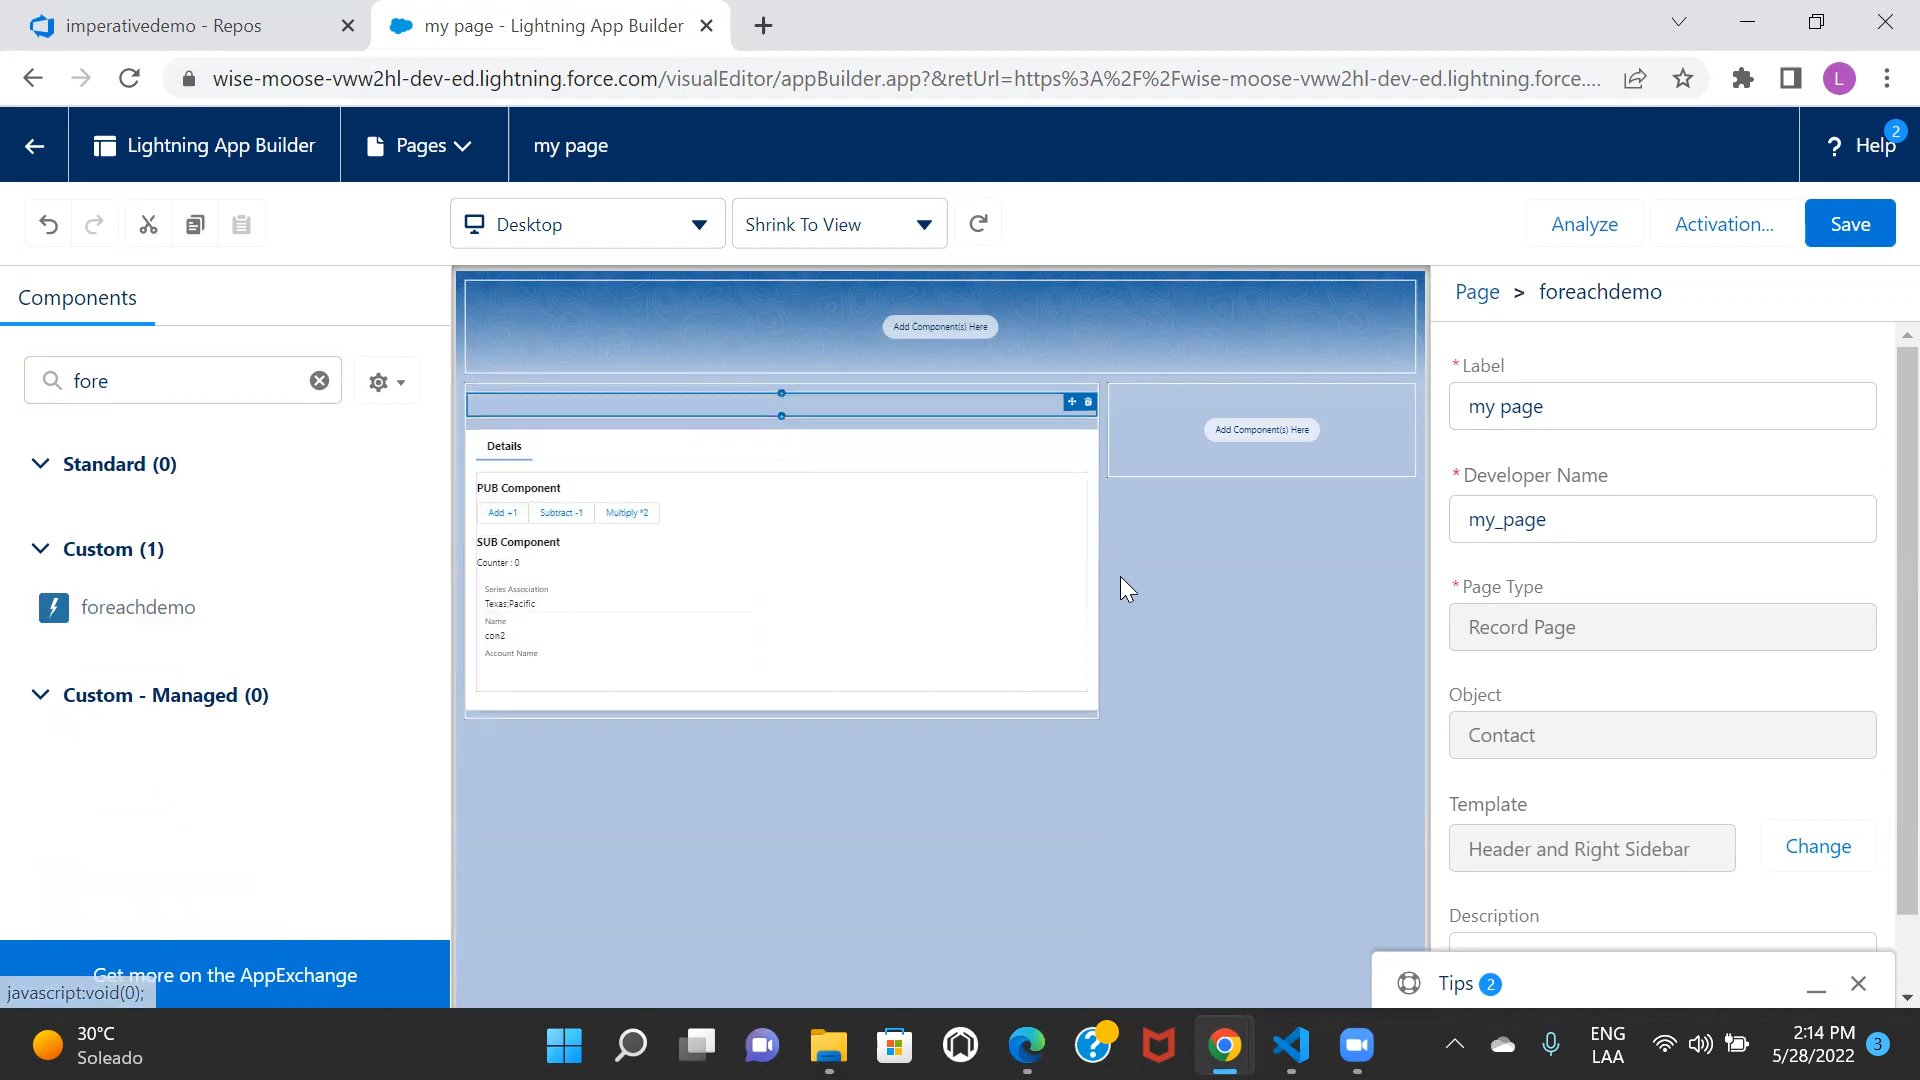 imperativedemo - Repos
my page - Lightning App Builder
wise-moose-vww2hl-dev-ed.lightning.force.com/visualEditor/appBuilder.app?&retUrl=https%3A%2F%2Fwise-moose-vww2hl-dev-ed.lightning.force....
L
Lightning App Builder
Pages
my page
? Help
2
Desktop
Shrink To View
Analyze
Activation...
Save
Components
fore
Standard (0)
Custom (1)
foreachdemo
Custom - Managed (0)
Get more on the AppExchange
javascript:void(0);
Add Component(s) Here
Details
PUB Component
Add +1
Subtract -1
Multiply *2
SUB Component
Counter : 0
Series Association
Texas;Pacific
Name
con2
Account Name
Add Component(s) Here
Page > foreachdemo
*Label
my page
*Developer Name
my_page
*Page Type
Record Page
Object
Contact
Template
Header and Right Sidebar
Change
Description
Tips 2
30°C
Soleado
ENG
LAA
2:14 PM
5/28/2022
3